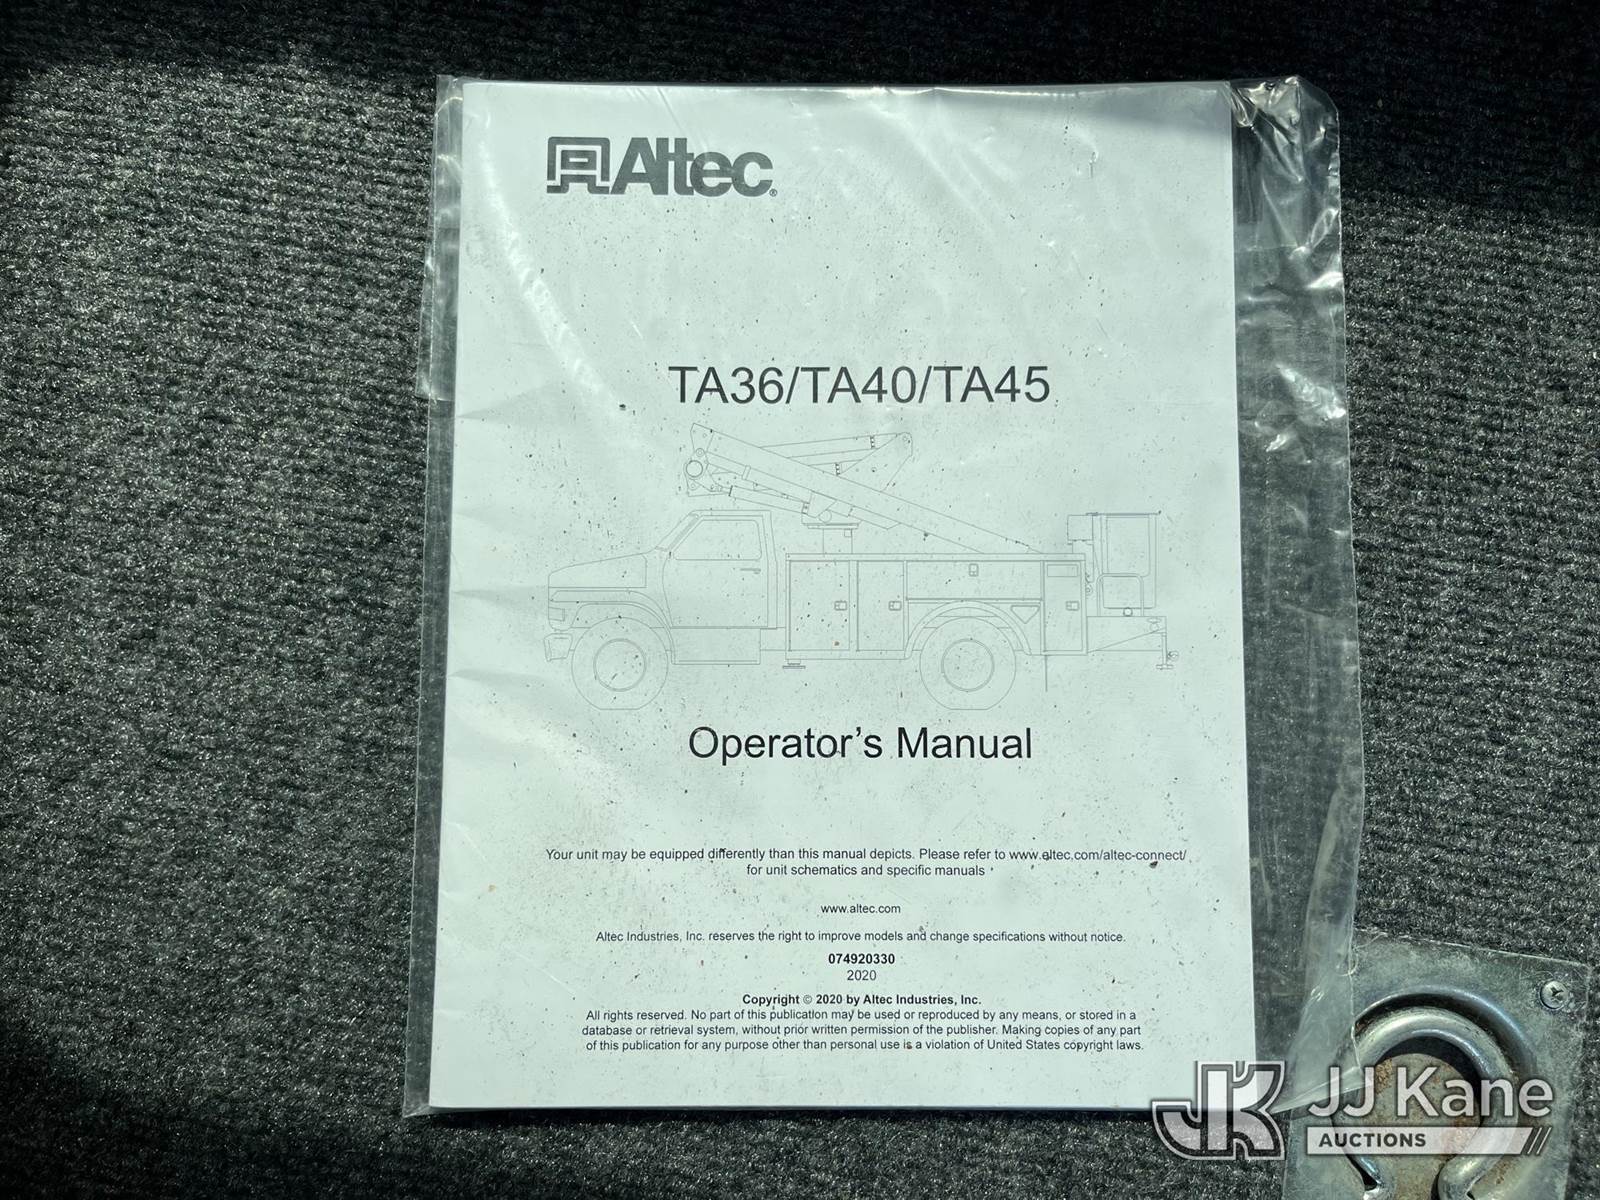 Altec®
TA36/TA40/TA45
Operator's Manual
Your unit may be equipped differently than this manual depicts. Please refer to www.altec.com/altec-connect/
for unit schematics and specific manuals
www.altec.com
Altec Industries, Inc. reserves the right to improve models and change specifications without notice.
074920330
2020
Copyright © 2020 by Altec Industries, Inc.
All rights reserved. No part of this publication may be used or reproduced by any means, or stored in a
database or retrieval system, without prior written permission of the publisher. Making copies of any part
of this publication for any purpose other than personal use is a violation of United States copyright laws.
JK JJ Kane
AUCTIONS